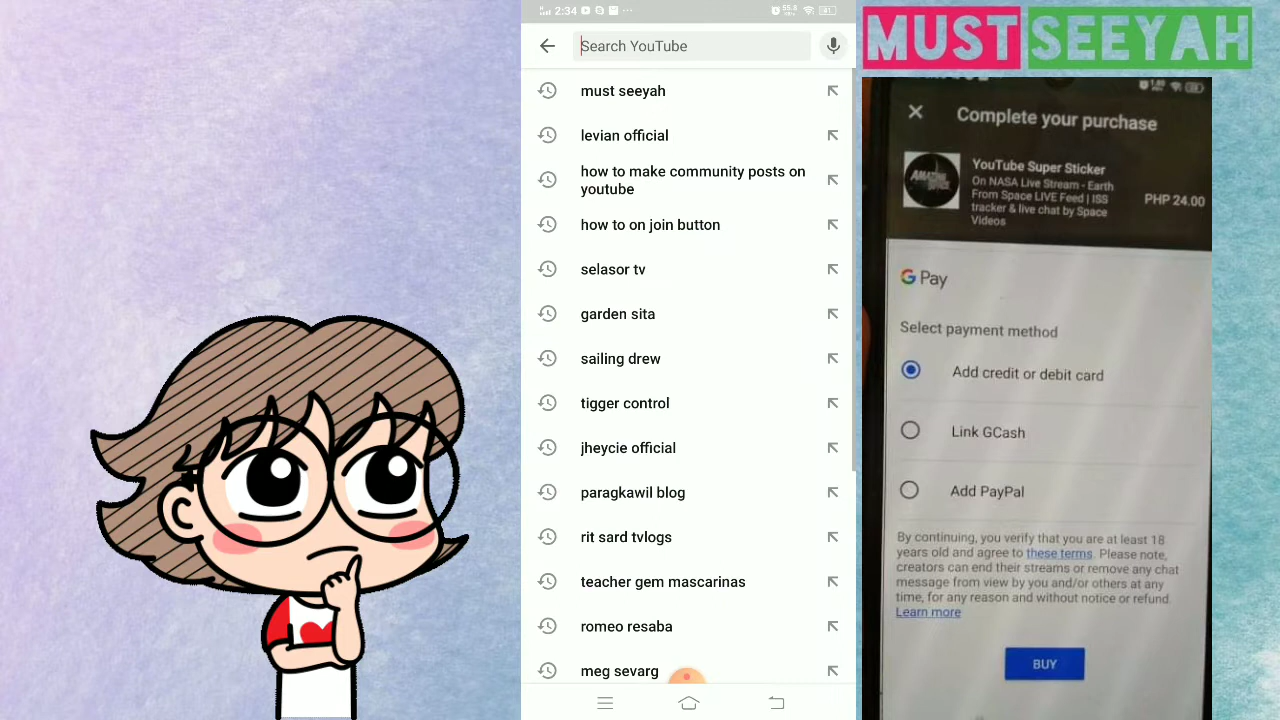 2:34
55.5
Search YouTube
must seeyah
levian official
how to make community posts on
youtube
how to on join button
selasor tv
garden sita
sailing drew
tigger control
jheycie official
paragkawil blog
rit sard tvlogs
teacher gem mascarinas
romeo resaba
meg sevarg
MUST SEEYAH
Complete your purchase
YouTube Super Sticker
On NASA Live Stream - Earth
From Space LIVE Feed | ISS
tracker & live chat by Space
Videos
PHP 24.00
AMAZING
SPACE
G Pay
Select payment method
Add credit or debit card
Link GCash
Add PayPal
By continuing, you verify that you are at least 18
years old and agree to these terms. Please note,
creators can end their streams or remove any chat
message from view by you and/or others at any
time, for any reason and without notice or refund.
Learn more
BUY